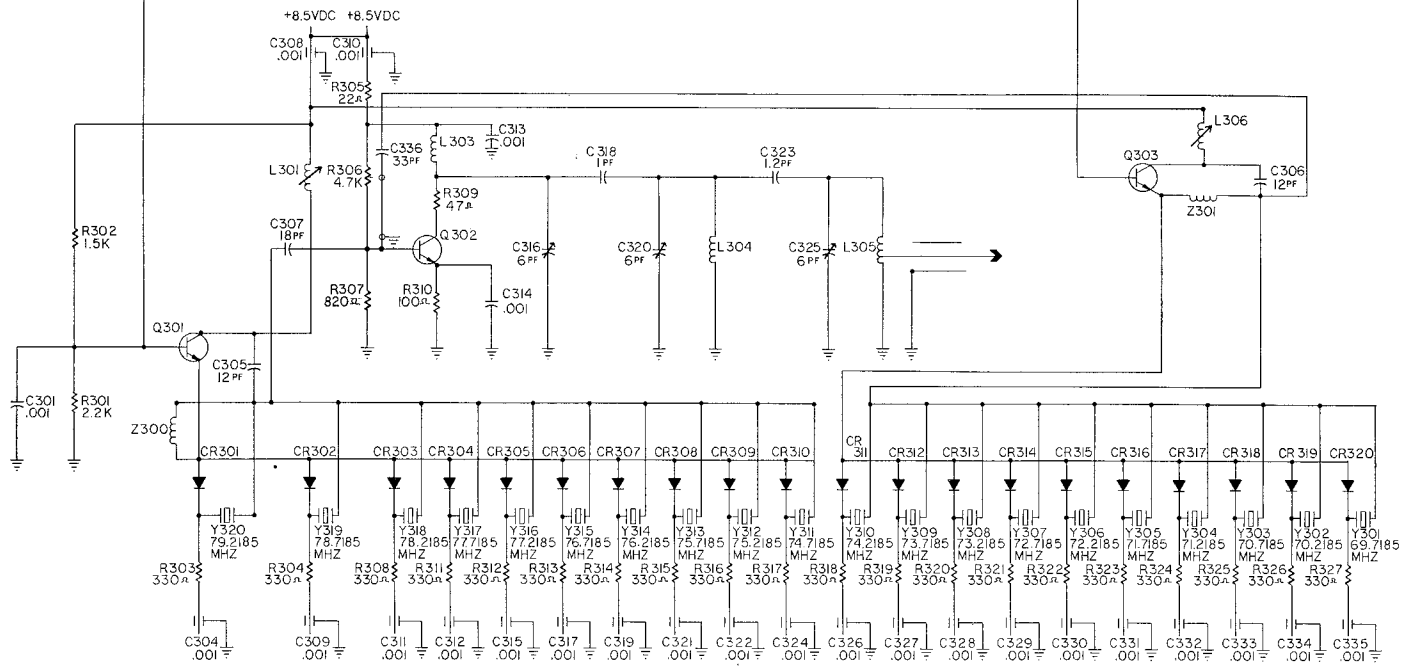 +8.5VDC +8.5VDC
C308
.001
C310
.001
R305
22Ω
L303
C313
.001
C336
33PF
L301
R306
4.7K
R309
47Ω
C318
1PF
C323
1.2PF
L306
Q303
C306
12PF
Z301
R302
1.5K
C307
18PF
Q302
C316
6PF
C320
6PF
L304
C325
6PF
L305
R307
820Ω
R310
100Ω
C314
.001
Q301
C305
12PF
C301
.001
R301
2.2K
Z300
CR301 CR302 CR303 CR304 CR305 CR306 CR307 CR308 CR309 CR310 CR311 CR312 CR313 CR314 CR315 CR316 CR317 CR318 CR319 CR320
Y320 Y319 Y318 Y317 Y316 Y315 Y314 Y313 Y312 Y311 Y310 Y309 Y308 Y307 Y306 Y305 Y304 Y303 Y302 Y301
79.2185 78.7185 78.2185 77.7185 77.2185 76.7185 76.2185 75.7185 75.2185 74.7185 74.2185 73.7185 73.2185 72.7185 72.2185 71.7185 71.2185 70.7185 70.2185 69.7185
MHZ MHZ MHZ MHZ MHZ MHZ MHZ MHZ MHZ MHZ MHZ MHZ MHZ MHZ MHZ MHZ MHZ MHZ MHZ MHZ
R303 R304 R308 R311 R312 R313 R314 R315 R316 R317 R318 R319 R320 R321 R322 R323 R324 R325 R326 R327
330Ω 330Ω 330Ω 330Ω 330Ω 330Ω 330Ω 330Ω 330Ω 330Ω 330Ω 330Ω 330Ω 330Ω 330Ω 330Ω 330Ω 330Ω 330Ω 330Ω
C304 C309 C311 C312 C315 C317 C319 C321 C322 C324 C326 C327 C328 C329 C330 C331 C332 C333 C334 C335
.001 .001 .001 .001 .001 .001 .001 .001 .001 .001 .001 .001 .001 .001 .001 .001 .001 .001 .001 .001